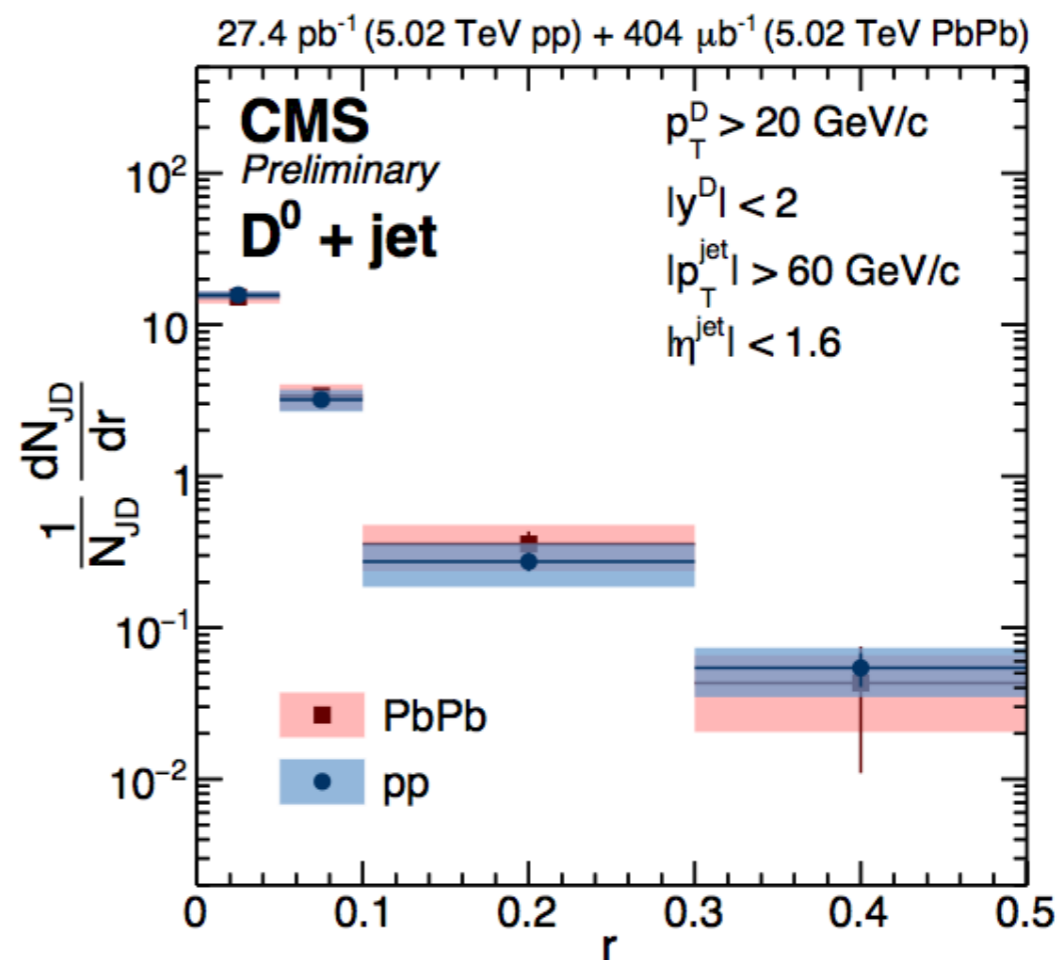 27.4 pb⁻¹ (5.02 TeV pp) + 404 μb⁻¹ (5.02 TeV PbPb)
CMS
Preliminary
D⁰ + jet
p_T^D > 20 GeV/c
|y^D| < 2
|p_T^jet| > 60 GeV/c
|η^jet| < 1.6
10²
10
1
10⁻¹
10⁻²
1/N_JD dN_JD/dr
PbPb
pp
0 0.1 0.2 0.3 0.4 0.5
r